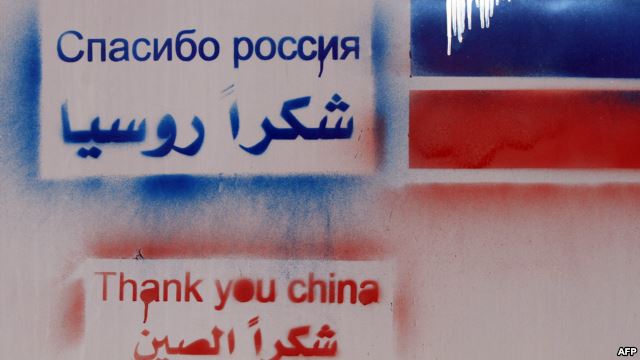 Спасибо россия
شكراً روسيا
Thank you china
شكراً الصين
AFP